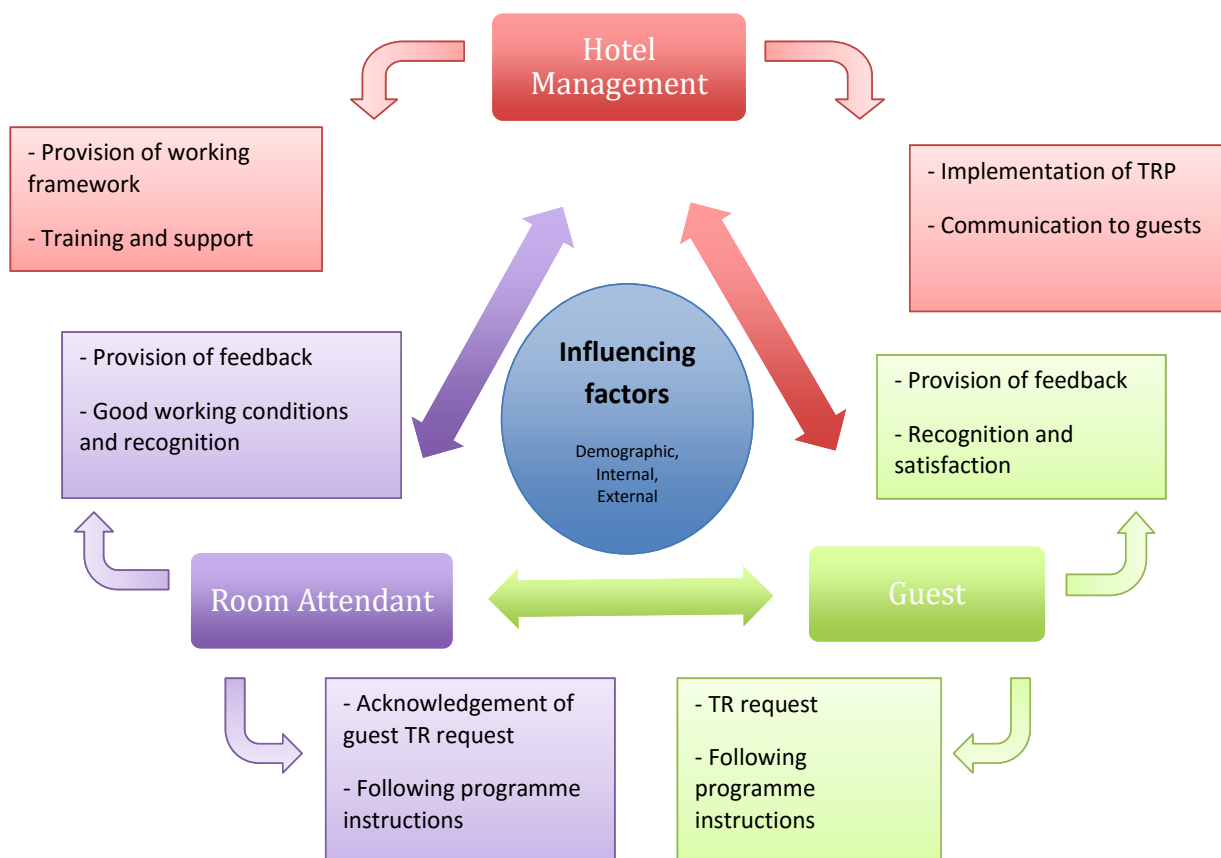 Hotel
Management
- Provision of working
framework
- Training and support
- Implementation of TRP
- Communication to guests
- Provision of feedback
- Good working conditions
and recognition
Influencing
factors
Demographic,
Internal,
External
- Provision of feedback
- Recognition and
satisfaction
Room Attendant
Guest
- Acknowledgement of
guest TR request
- Following programme
instructions
- TR request
- Following
programme
instructions